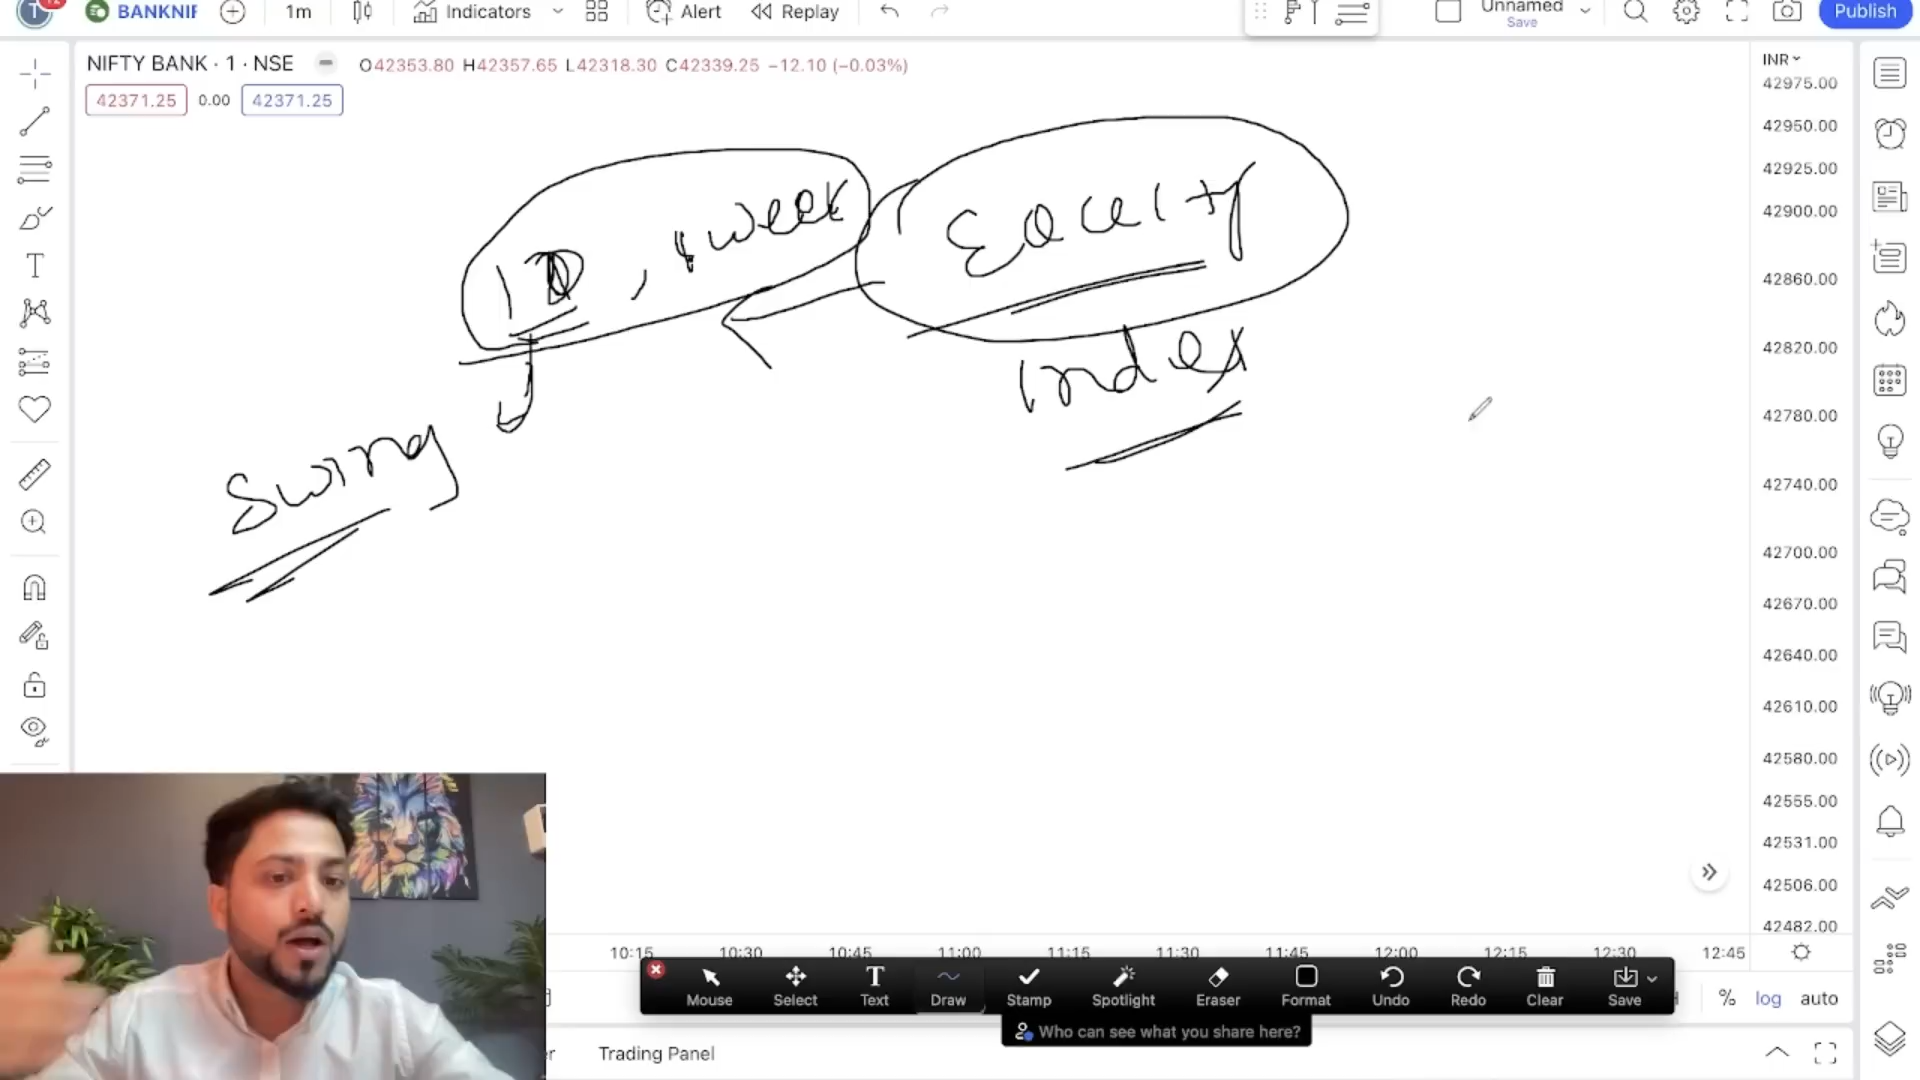 T 12 BANKNIF 1m Indicators Alert Replay Unnamed Save Publish
NIFTY BANK · 1 · NSE O42353.80 H42357.65 L42318.30 C42339.25 −12.10 (−0.03%)
42371.25 0.00 42371.25
INR
42975.00
42950.00
42925.00
42900.00
42860.00
42820.00
42780.00
42740.00
42700.00
42670.00
42640.00
42610.00
42580.00
42555.00
42531.00
42506.00
42482.00
1D, 1week
Eqcity
Index
Swing
10:15 10:30 10:45 11:00 11:15 11:30 11:45 12:00 12:15 12:30 12:45
Mouse Select Text Draw Stamp Spotlight Eraser Format Undo Redo Clear Save
% log auto
Who can see what you share here?
Trading Panel